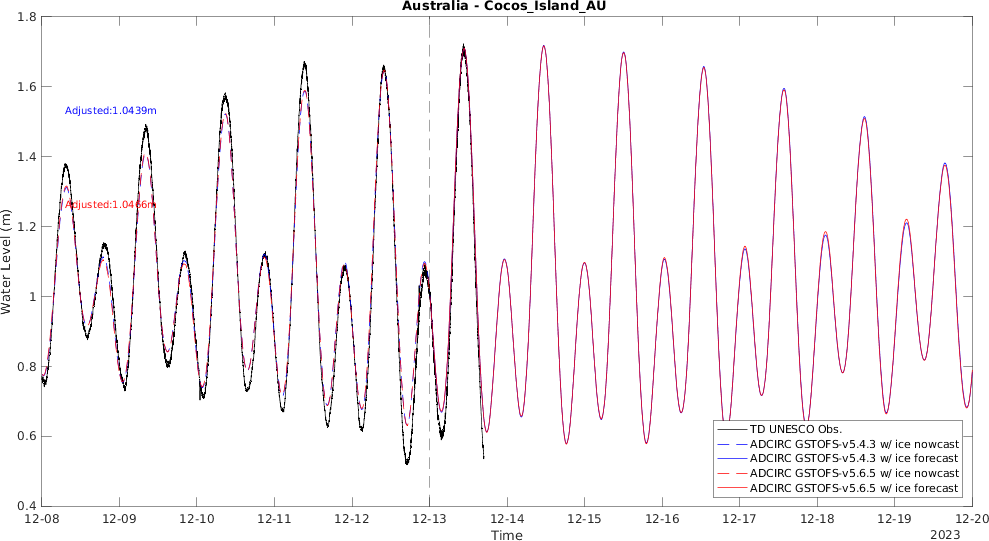 Australia - Cocos_Island_AU
1.8
1.6
1.4
1.2
1
0.8
0.6
0.4
Water Level (m)
Adjusted:1.0439m
Adjusted:1.0466m
TD UNESCO Obs.
ADCIRC GSTOFS-v5.4.3 w/ ice nowcast
ADCIRC GSTOFS-v5.4.3 w/ ice forecast
ADCIRC GSTOFS-v5.6.5 w/ ice nowcast
ADCIRC GSTOFS-v5.6.5 w/ ice forecast
12-08 12-09 12-10 12-11 12-12 12-13 12-14 12-15 12-16 12-17 12-18 12-19 12-20
Time
2023